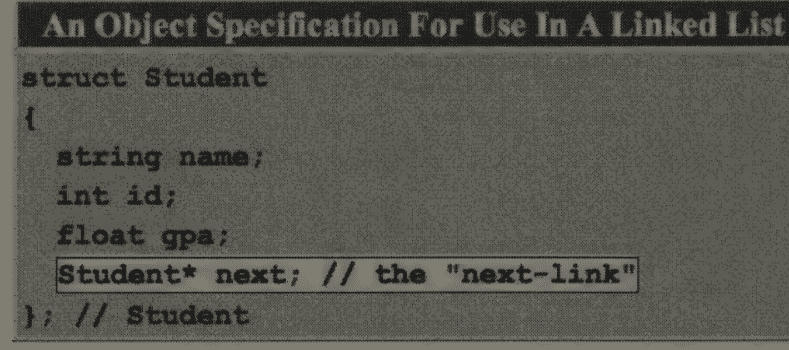 An Object Specification For Use In A Linked List
struct Student
{
string name;
int id;
float gpa;
Student* next; // the "next-link"
}; // Student